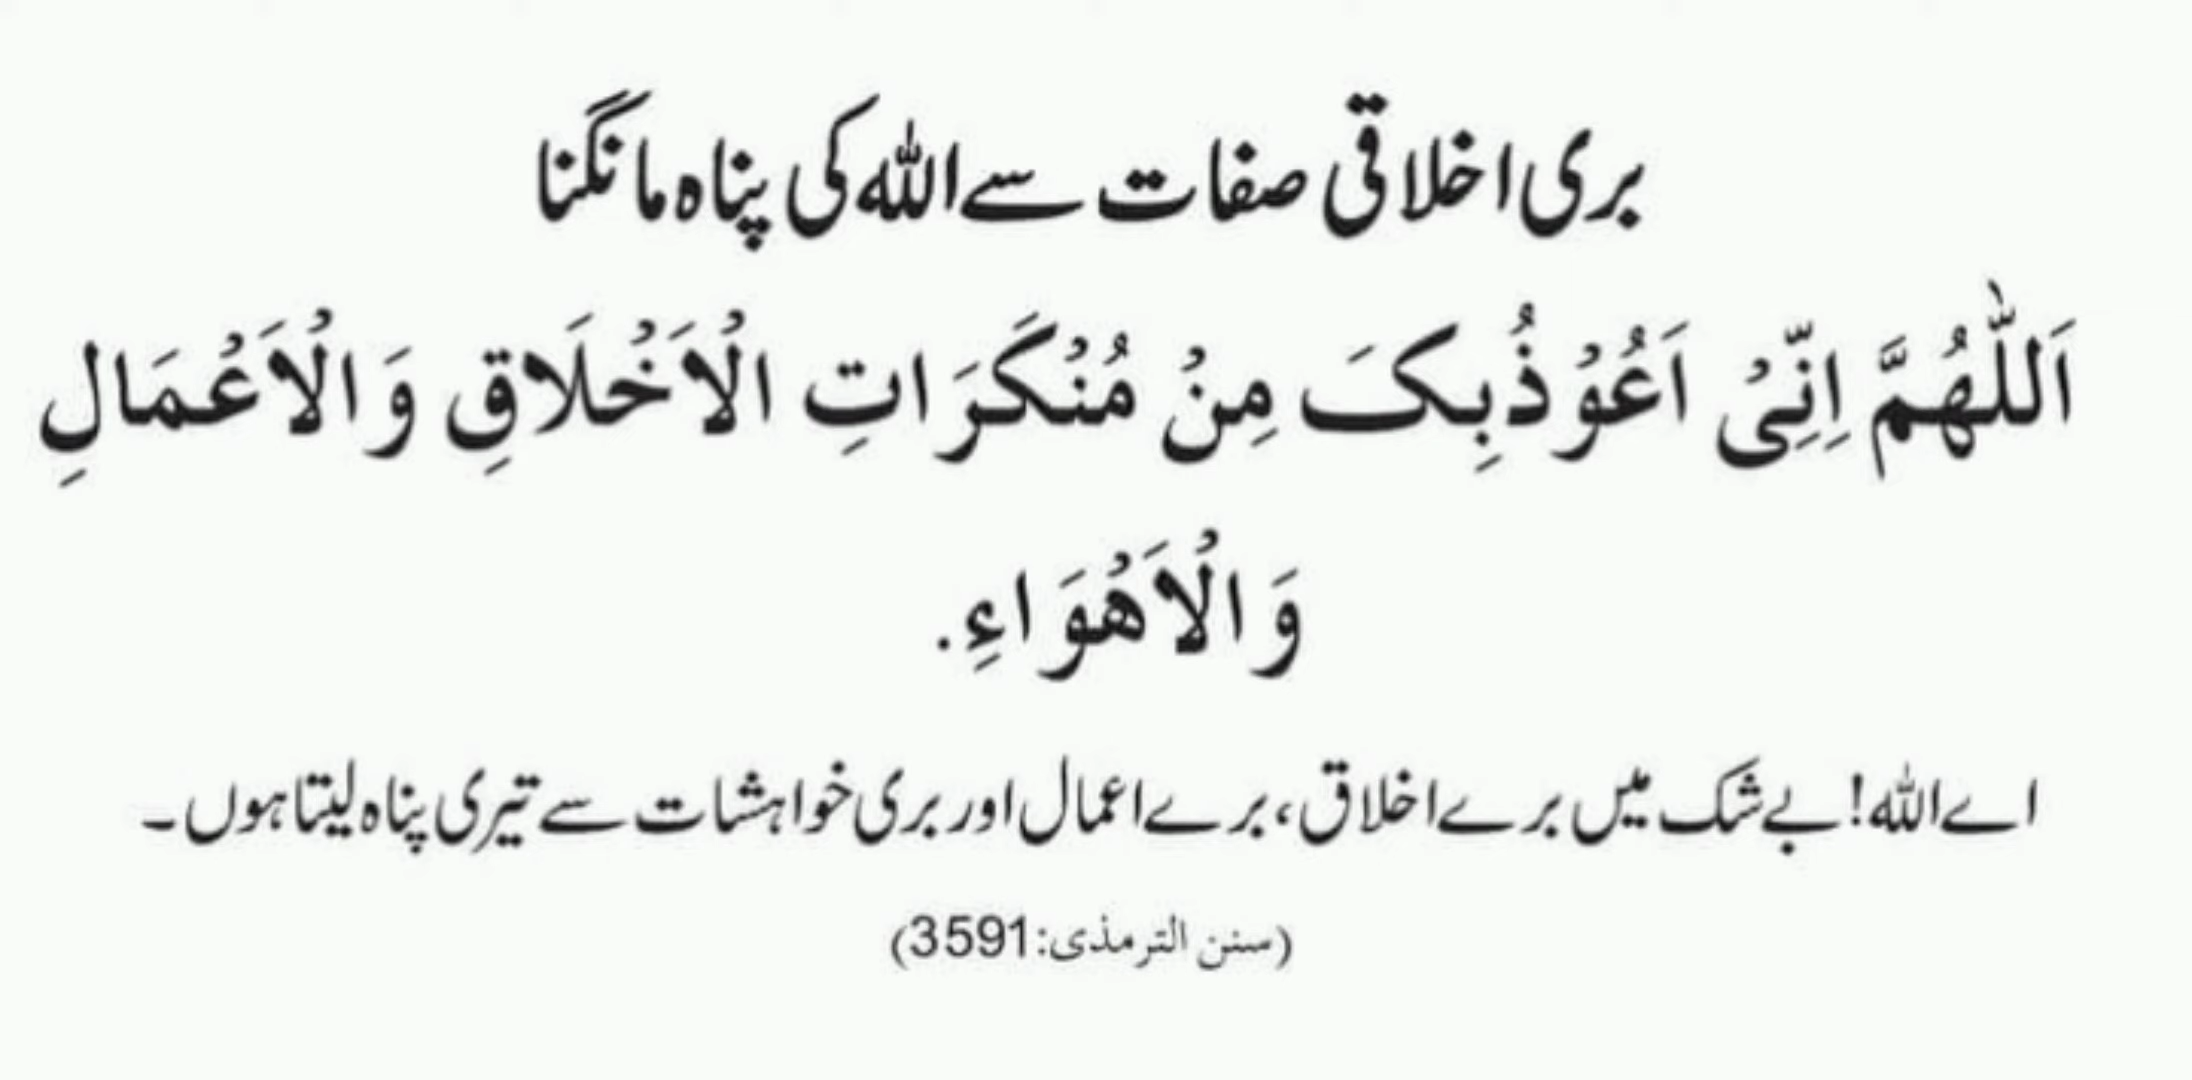 بری اخلاقی صفات سے اللہ کی پناہ مانگنا
اَللّٰهُمَّ اِنِّیْ اَعُوْذُبِکَ مِنْ مُنْکَرَاتِ الْاَخْلَاقِ وَالْاَعْمَالِ
وَالْاَهْوَاءِ.
اے اللہ! بے شک میں برے اخلاق، برے اعمال اور بری خواہشات سے تیری پناہ لیتا ہوں۔
(سنن الترمذی:3591)